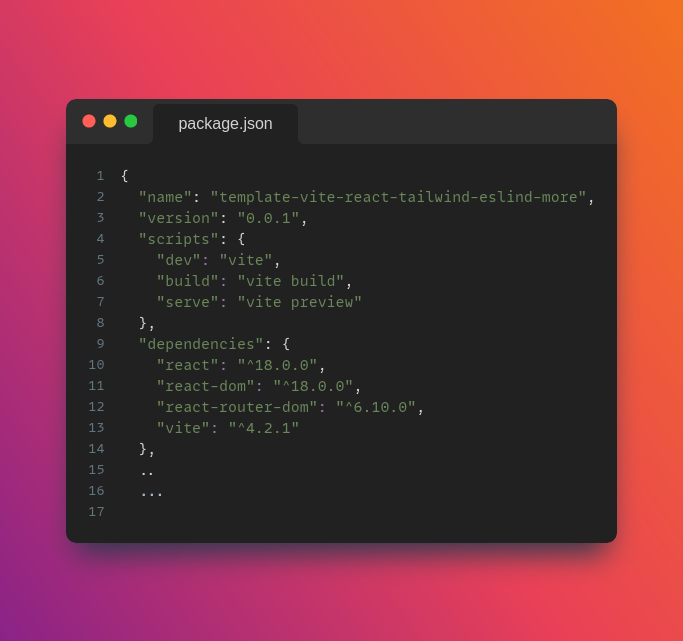 package.json
1 {
2   "name": "template-vite-react-tailwind-eslind-more",
3   "version": "0.0.1",
4   "scripts": {
5     "dev": "vite",
6     "build": "vite build",
7     "serve": "vite preview"
8   },
9   "dependencies": {
10     "react": "^18.0.0",
11     "react-dom": "^18.0.0",
12     "react-router-dom": "^6.10.0",
13     "vite": "^4.2.1"
14   },
15   ..
16   ...
17